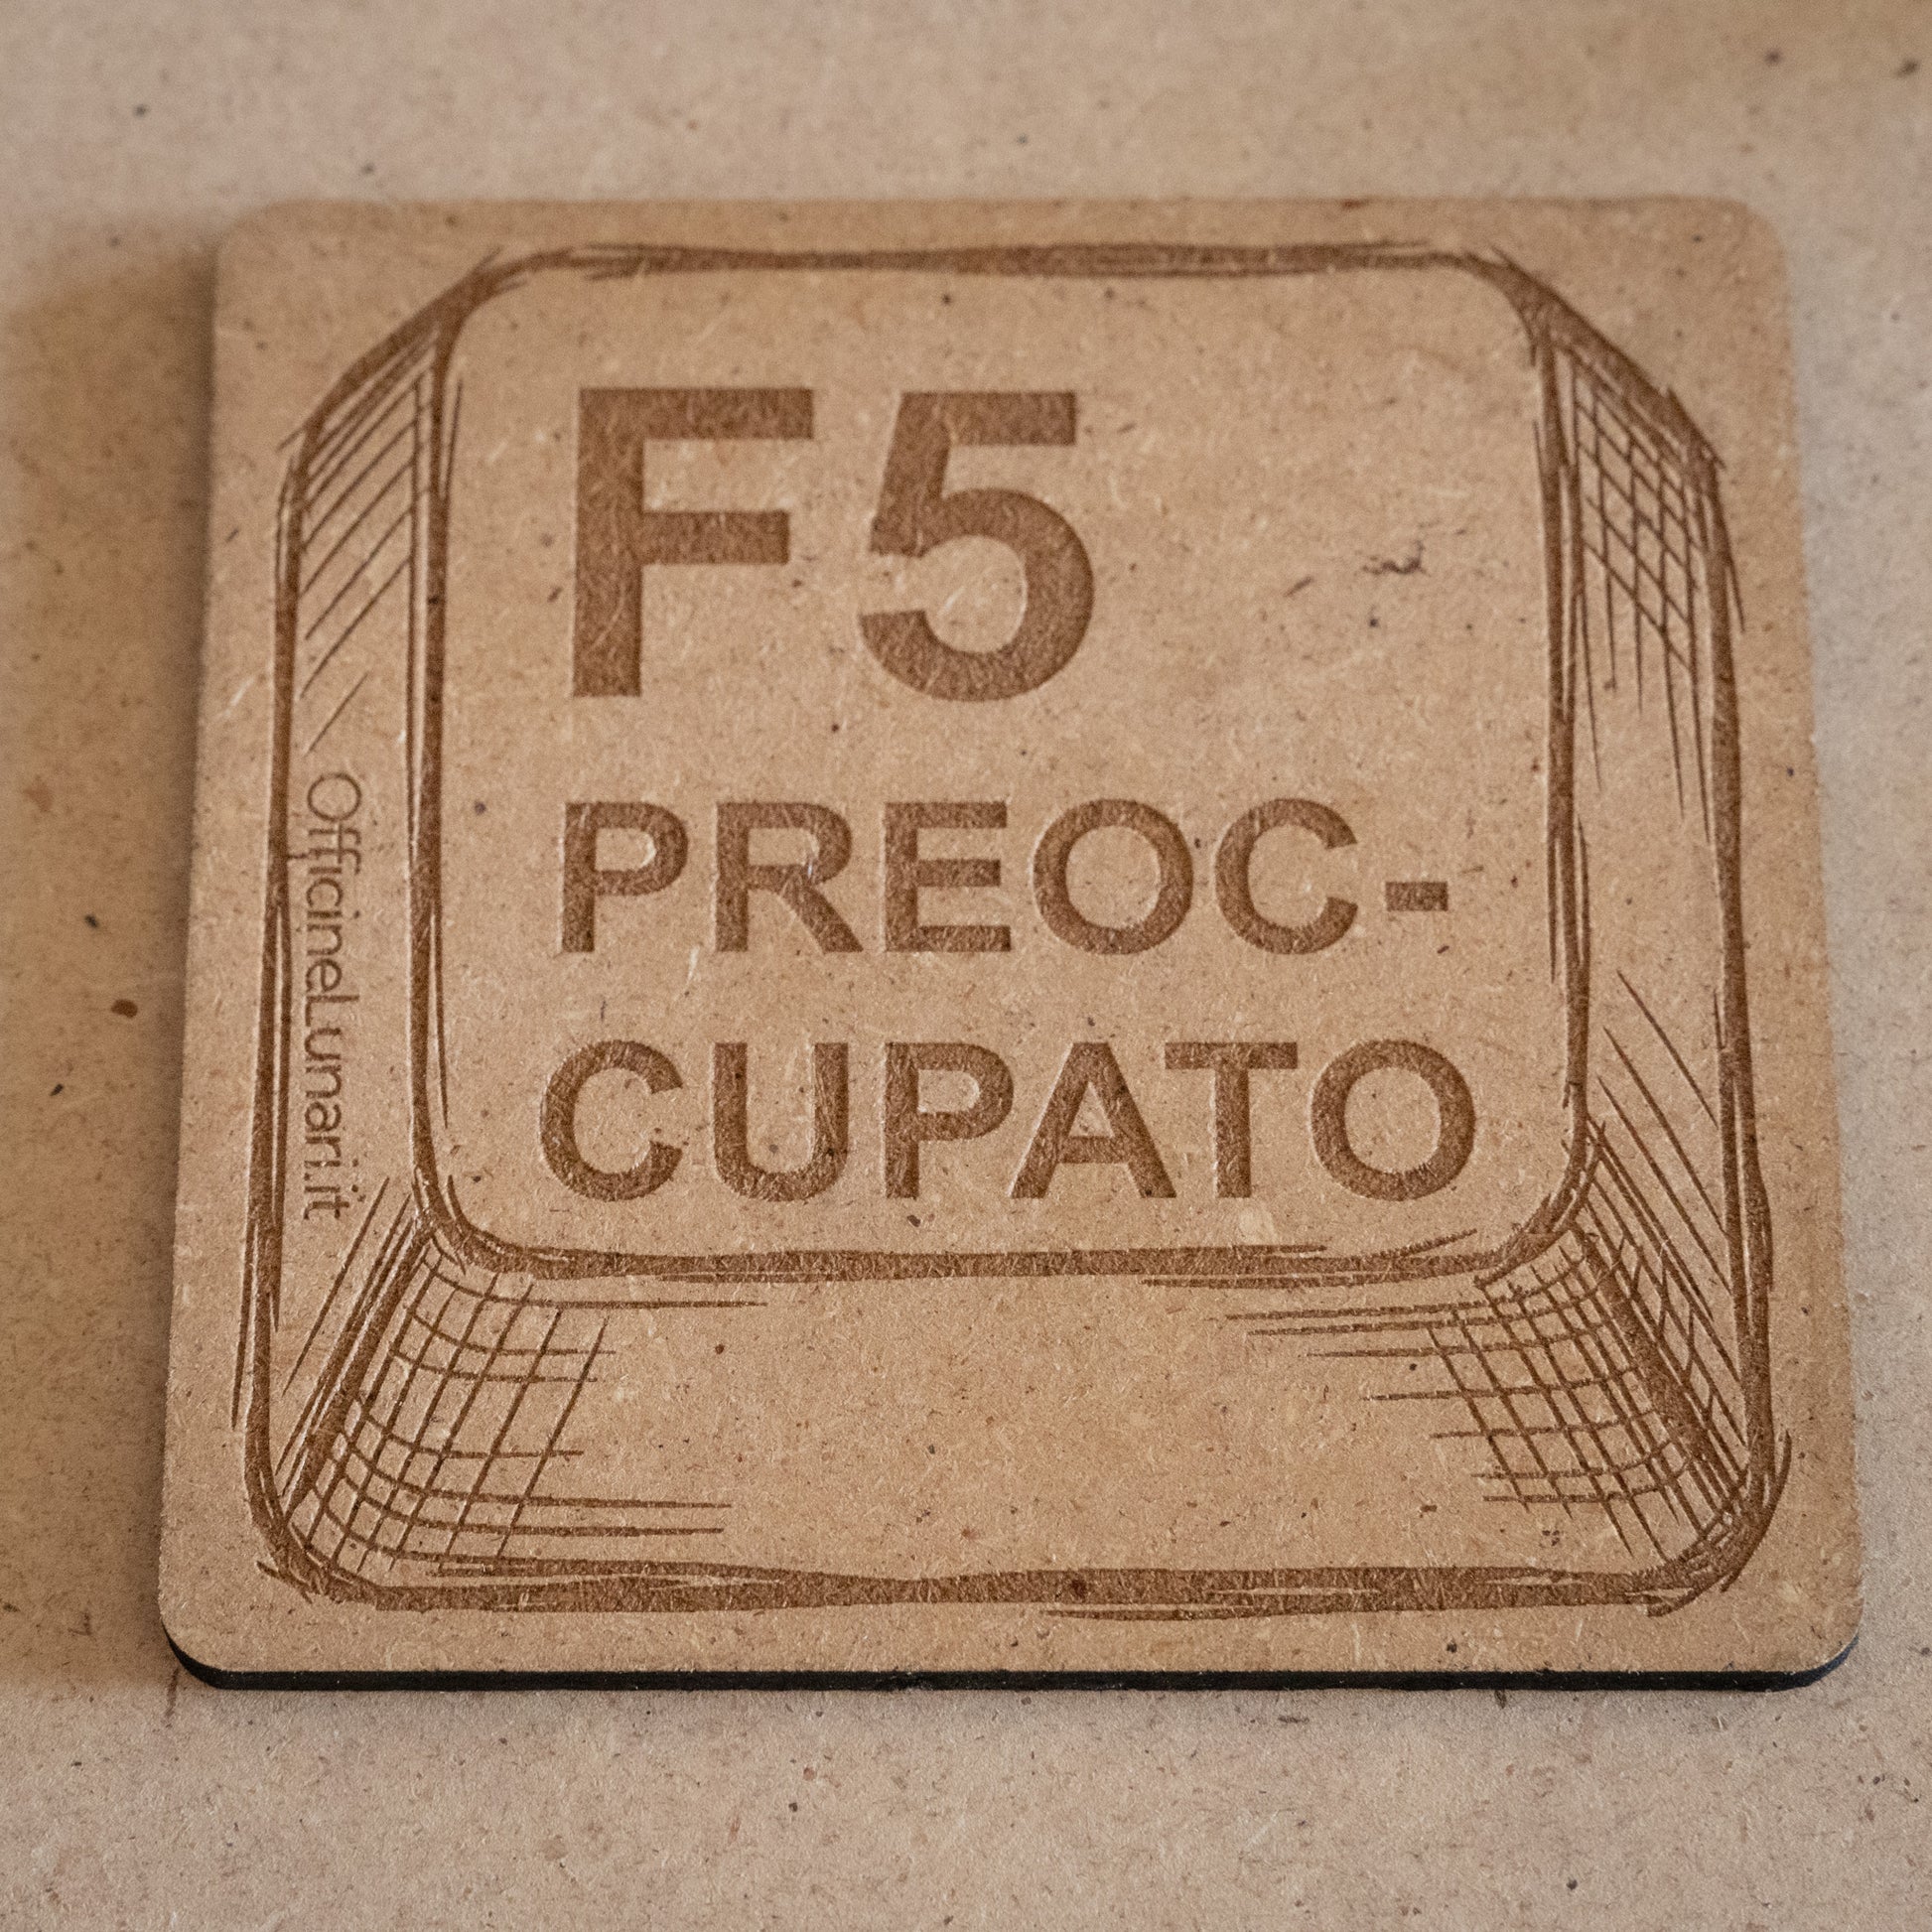 F5
PREOC-
CUPATO
OfficineLunari.it